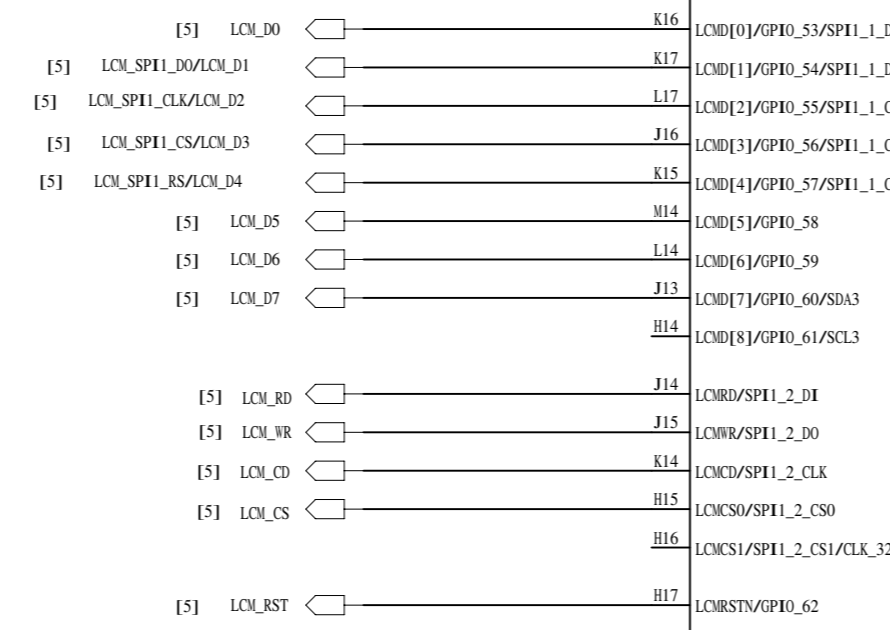 [5] LCM_D0 K16 LCMD[0]/GPIO_53/SPI1_1_D
[5] LCM_SPI1_DO/LCM_D1 K17 LCMD[1]/GPIO_54/SPI1_1_D
[5] LCM_SPI1_CLK/LCM_D2 L17 LCMD[2]/GPIO_55/SPI1_1_C
[5] LCM_SPI1_CS/LCM_D3 J16 LCMD[3]/GPIO_56/SPI1_1_C
[5] LCM_SPI1_RS/LCM_D4 K15 LCMD[4]/GPIO_57/SPI1_1_C
[5] LCM_D5 M14 LCMD[5]/GPIO_58
[5] LCM_D6 L14 LCMD[6]/GPIO_59
[5] LCM_D7 J13 LCMD[7]/GPIO_60/SDA3
H14 LCMD[8]/GPIO_61/SCL3
[5] LCM_RD J14 LCMRD/SPI1_2_DI
[5] LCM_WR J15 LCMWR/SPI1_2_DO
[5] LCM_CD K14 LCMCD/SPI1_2_CLK
[5] LCM_CS H15 LCMCS0/SPI1_2_CS0
H16 LCMCS1/SPI1_2_CS1/CLK_32
[5] LCM_RST H17 LCMRSTN/GPIO_62